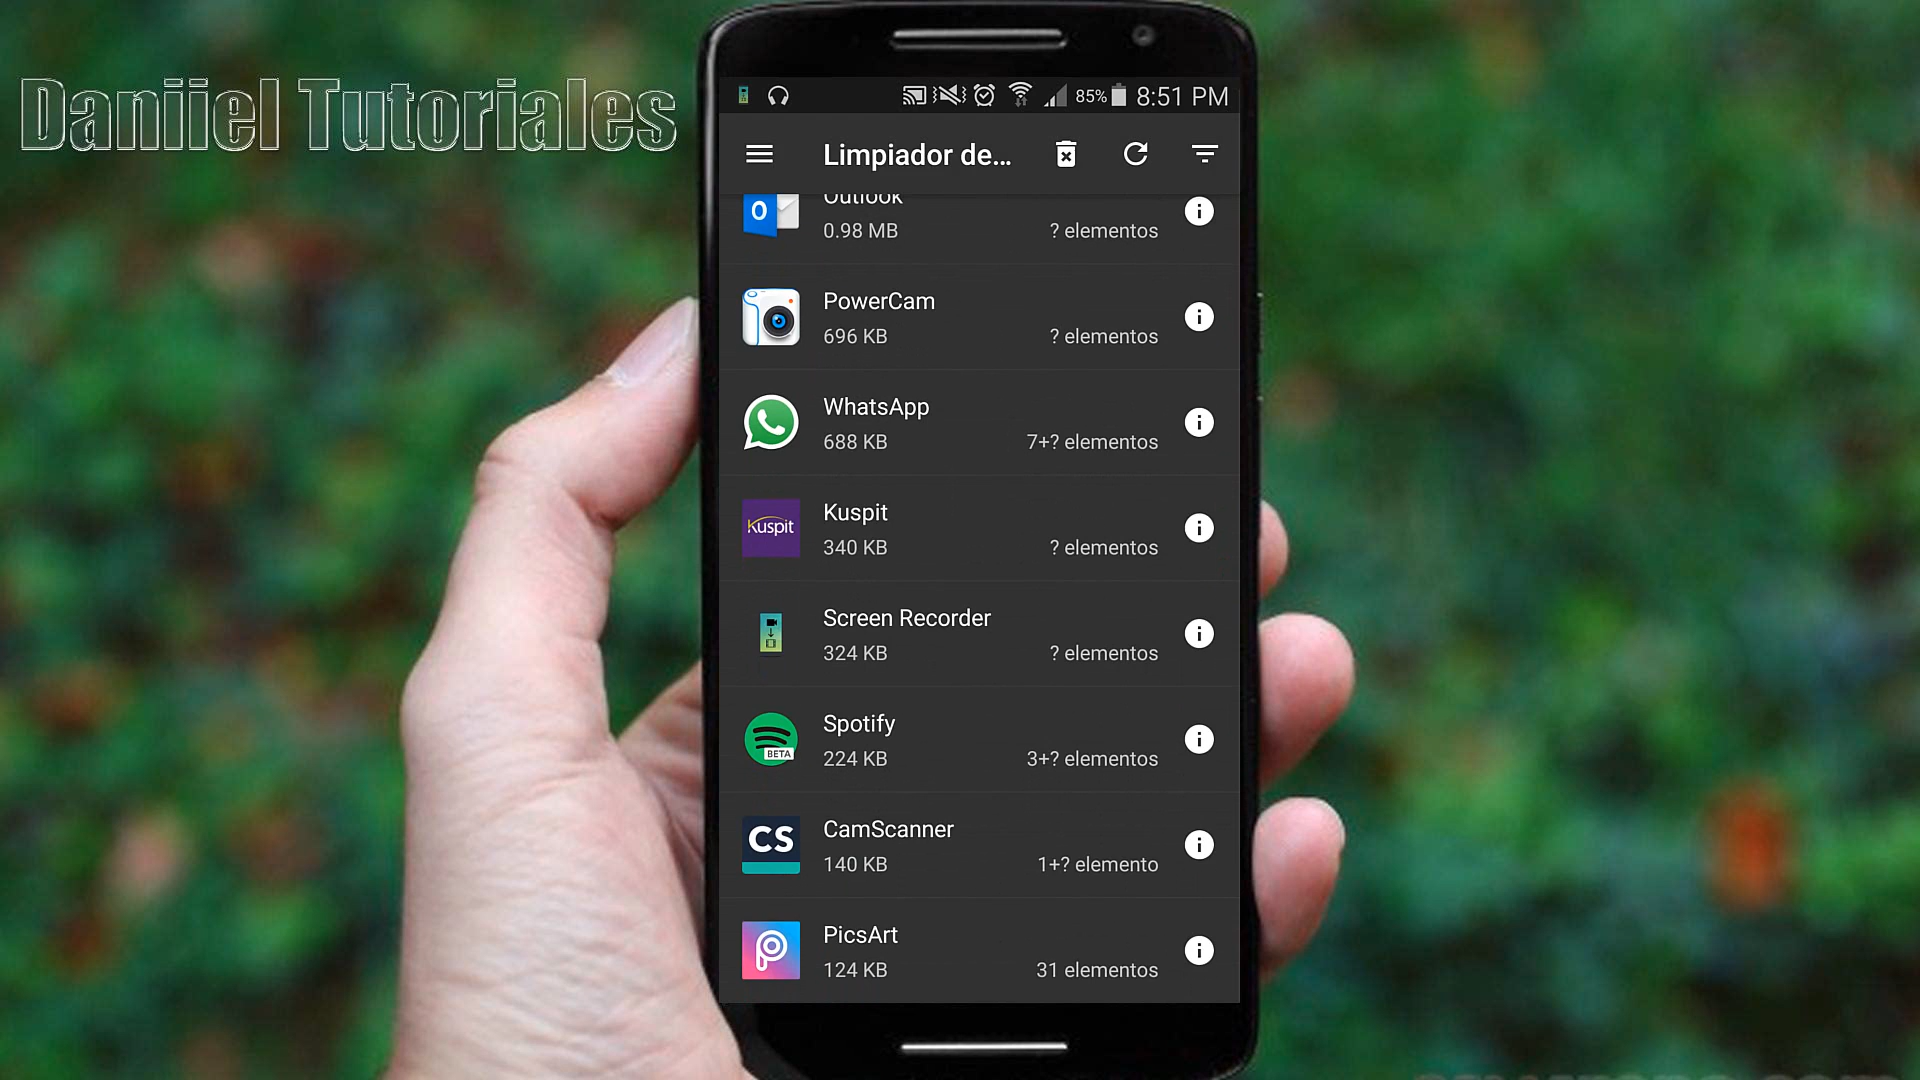 Daniiel Tutoriales
85% 8:51 PM
Limpiador de...
Outlook
0.98 MB ? elementos
PowerCam
696 KB ? elementos
WhatsApp
688 KB 7+? elementos
Kuspit
Kuspit
340 KB ? elementos
Screen Recorder
324 KB ? elementos
Spotify
BETA
224 KB 3+? elementos
CS
CamScanner
140 KB 1+? elemento
PicsArt
124 KB 31 elementos